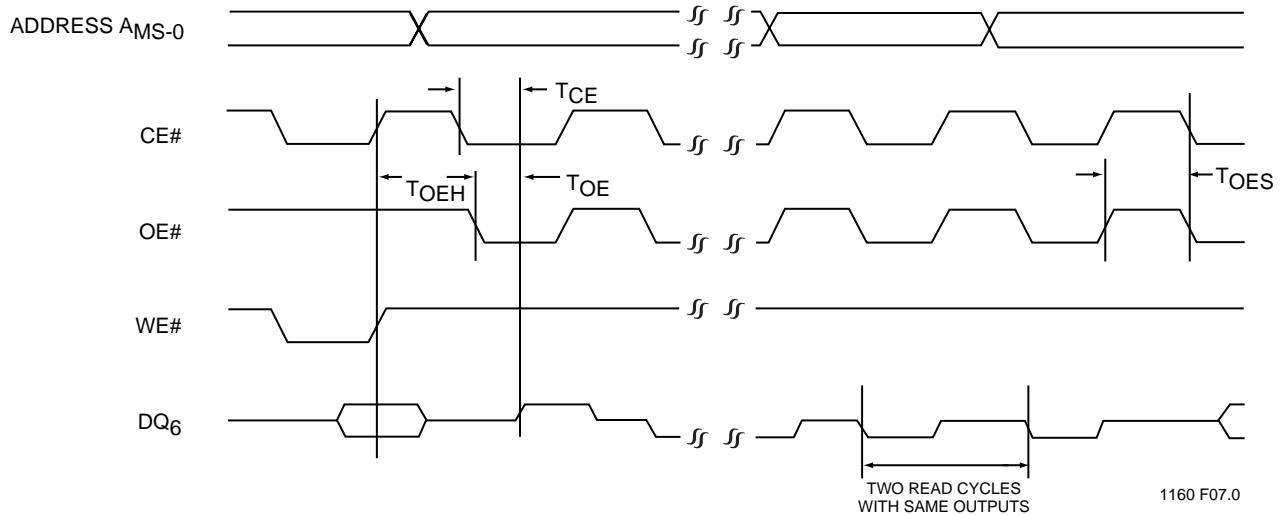 ADDRESS AMS-0
TCE
CE#
TOEH
TOE
TOES
OE#
WE#
DQ6
TWO READ CYCLES
WITH SAME OUTPUTS
1160 F07.0